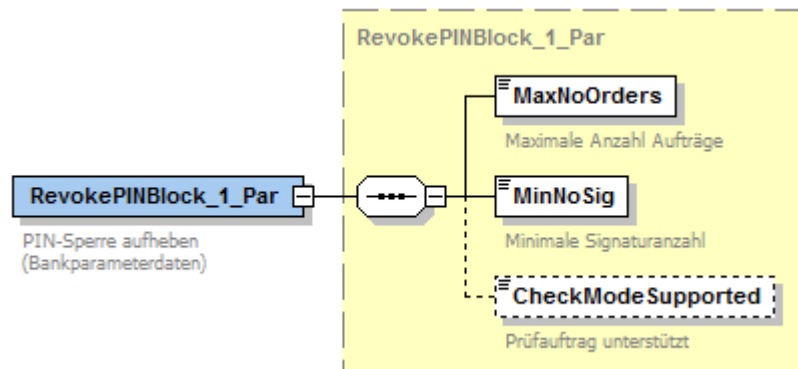 RevokePINBlock_1_Par
MaxNoOrders
Maximale Anzahl Aufträge
RevokePINBlock_1_Par
PIN-Sperre aufheben
(Bankparameterdaten)
MinNoSig
Minimale Signaturanzahl
CheckModeSupported
Prüfauftrag unterstützt